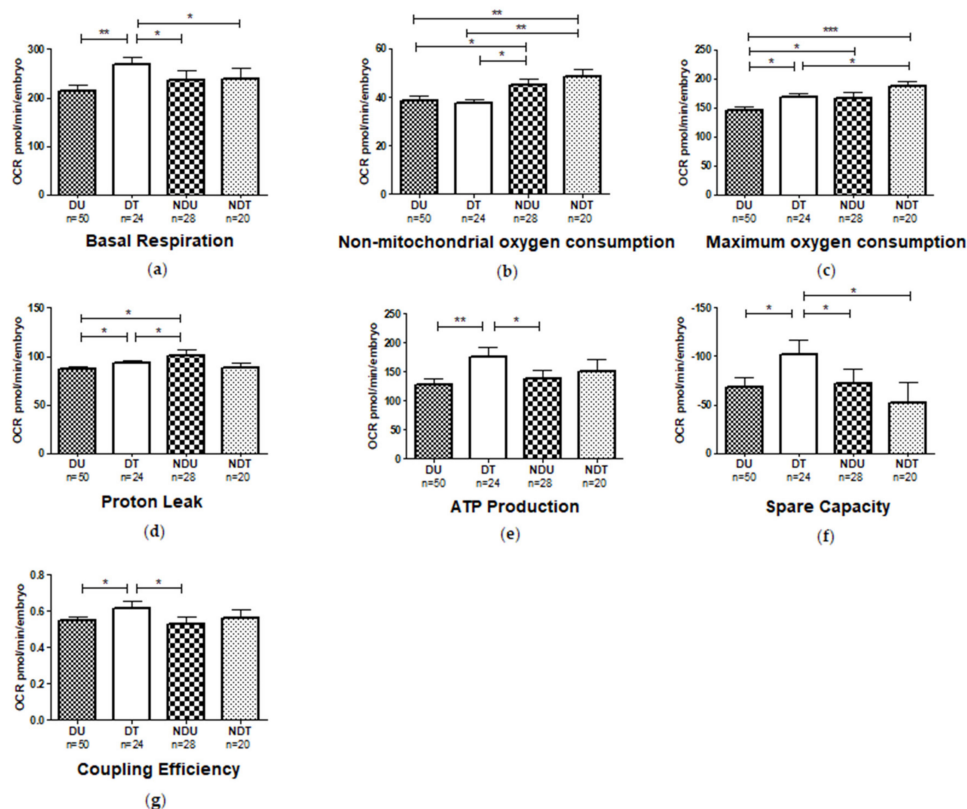 ** * *
OCR pmol/min/embryo
300
200
100
0
DU DT NDU NDT
n=50 n=24 n=28 n=20
Basal Respiration
(a)
** ** * *
OCR pmol/min/embryo
60
40
20
0
DU DT NDU NDT
n=50 n=24 n=28 n=20
Non-mitochondrial oxygen consumption
(b)
*** * * *
OCR pmol/min/embryo
250
200
150
100
50
0
DU DT NDU NDT
n=50 n=24 n=28 n=20
Maximum oxygen consumption
(c)
* * *
OCR pmol/min/embryo
150
100
50
0
DU DT NDU NDT
n=50 n=24 n=28 n=20
Proton Leak
(d)
** *
OCR pmol/min/embryo
250
200
150
100
50
0
DU DT NDU NDT
n=50 n=24 n=28 n=20
ATP Production
(e)
* * *
OCR pmol/min/embryo
-150
-100
-50
0
DU DT NDU NDT
n=50 n=24 n=28 n=20
Spare Capacity
(f)
* *
OCR pmol/min/embryo
0.8
0.6
0.4
0.2
0.0
DU DT NDU NDT
n=50 n=24 n=28 n=20
Coupling Efficiency
(g)